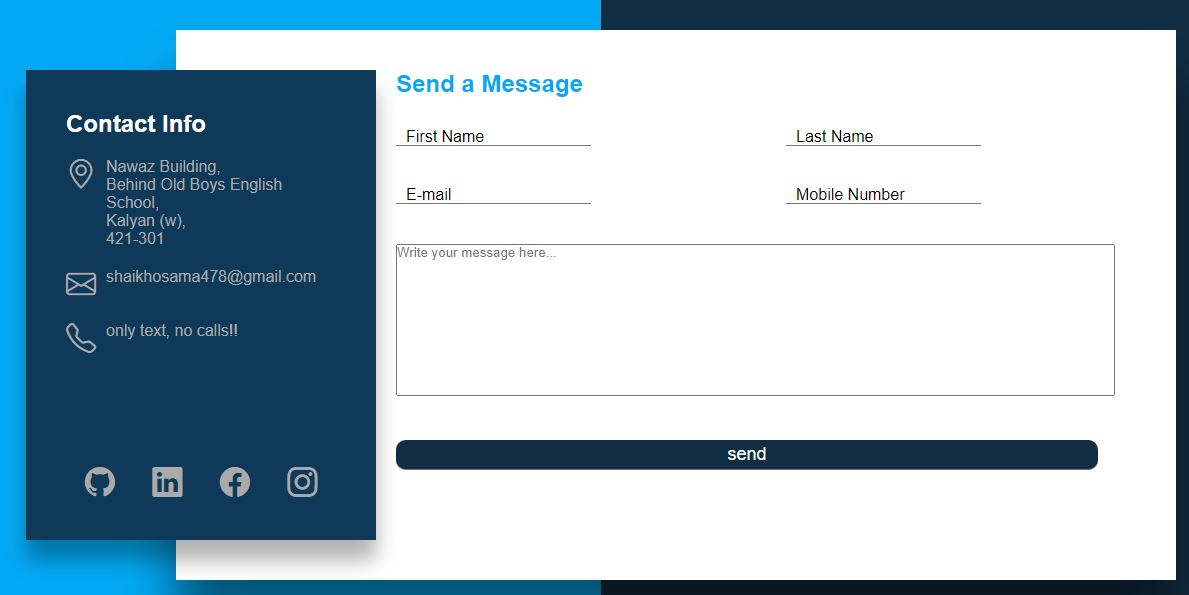 Contact Info
Nawaz Building,
Behind Old Boys English
School,
Kalyan (w),
421-301
shaikhosama478@gmail.com
only text, no calls!!
in
Send a Message
First Name
Last Name
E-mail
Mobile Number
Write your message here...
send